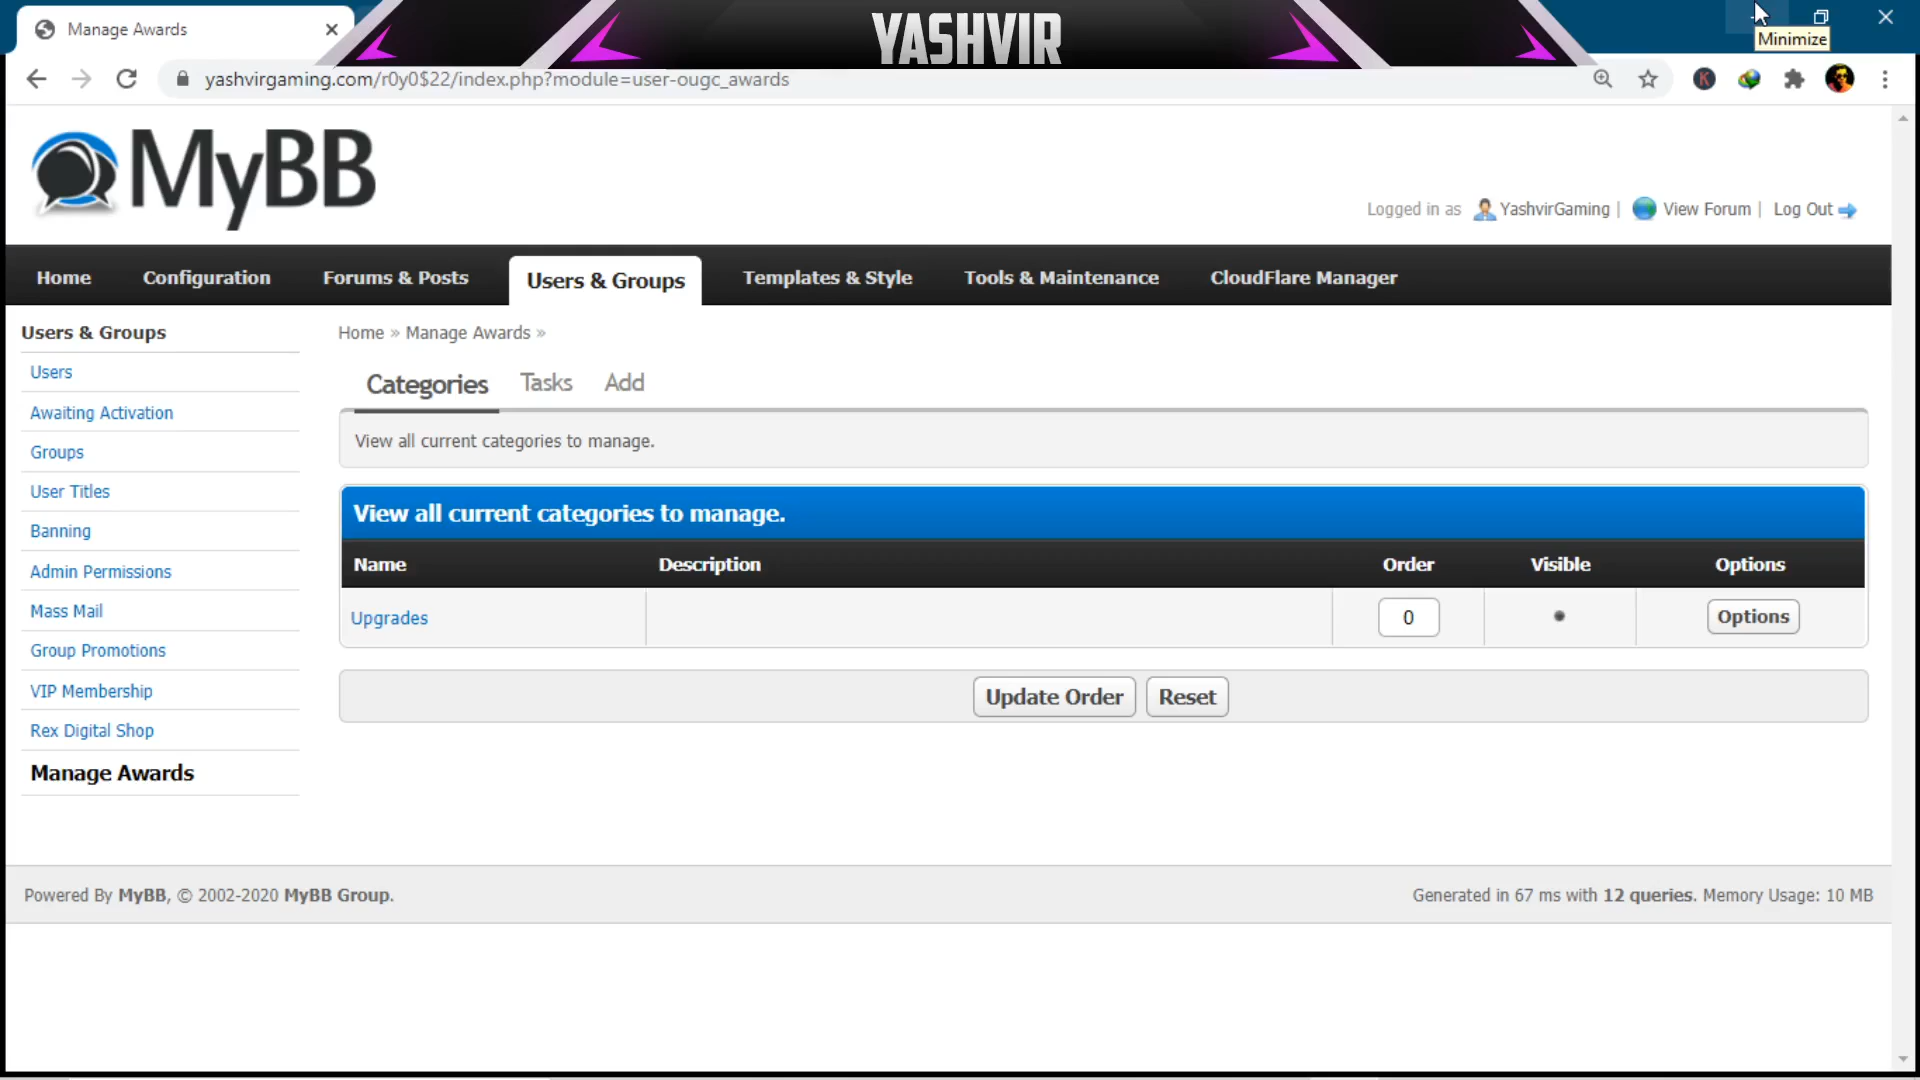 Manage Awards
YASHVIR
Minimize
yashvirgaming.com/r0y0$22/index.php?module=user-ougc_awards
K
MyBB
Logged in as YashvirGaming | View Forum | Log Out
Home Configuration Forums & Posts Users & Groups Templates & Style Tools & Maintenance CloudFlare Manager
Users & Groups
Users
Awaiting Activation
Groups
User Titles
Banning
Admin Permissions
Mass Mail
Group Promotions
VIP Membership
Rex Digital Shop
Manage Awards
Home » Manage Awards »
Categories Tasks Add
View all current categories to manage.
View all current categories to manage.
Name Description Order Visible Options
Upgrades 0 Options
Update Order Reset
Powered By MyBB, © 2002-2020 MyBB Group.
Generated in 67 ms with 12 queries. Memory Usage: 10 MB